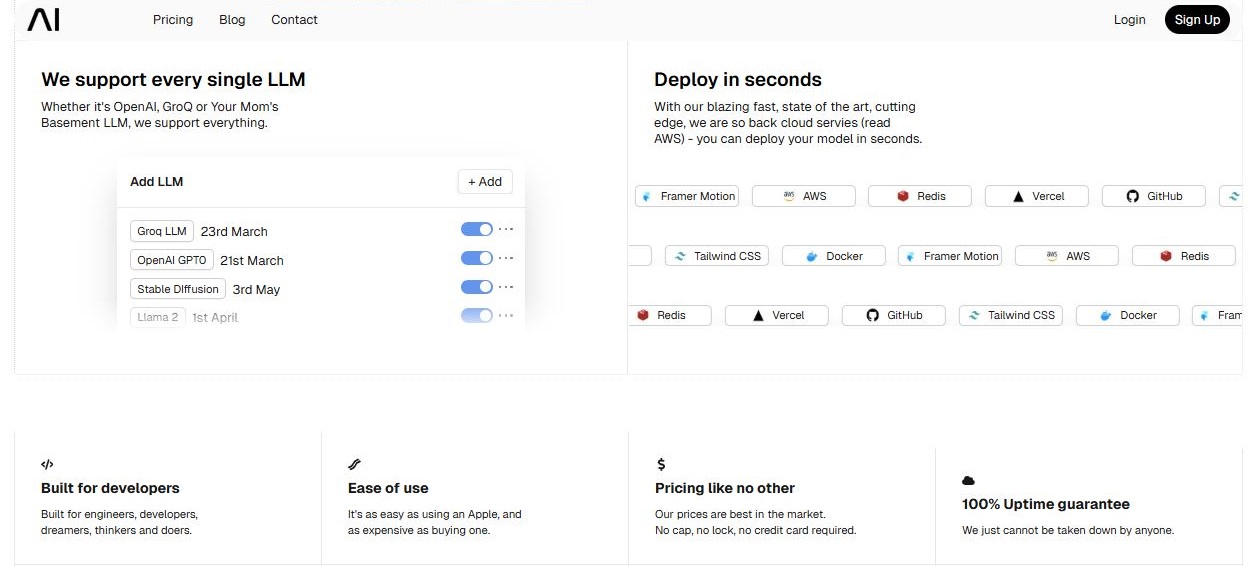 AI
Pricing Blog Contact
Login Sign Up
We support every single LLM
Whether it's OpenAI, GroQ or Your Mom's
Basement LLM, we support everything.
Add LLM + Add
Groq LLM 23rd March
OpenAI GPT0 21st March
Stable DIffusion 3rd May
Llama 2 1st April
Deploy in seconds
With our blazing fast, state of the art, cutting
edge, we are so back cloud servies (read
AWS) - you can deploy your model in seconds.
Framer Motion aws AWS Redis Vercel GitHub
Tailwind CSS Docker Framer Motion aws AWS Redis
Redis Vercel GitHub Tailwind CSS Docker Fram
</> Built for developers
Built for engineers, developers,
dreamers, thinkers and doers.
Ease of use
It's as easy as using an Apple, and
as expensive as buying one.
$
Pricing like no other
Our prices are best in the market.
No cap, no lock, no credit card required.
100% Uptime guarantee
We just cannot be taken down by anyone.